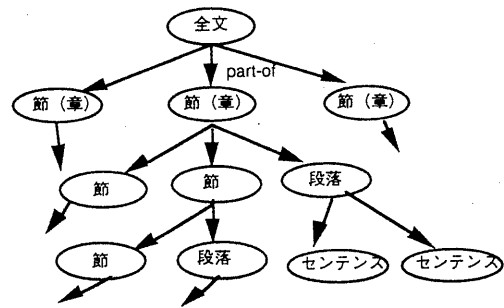 全文
part-of
節（章）
節（章）
節（章）
節
節
段落
節
段落
センテンス
センテンス